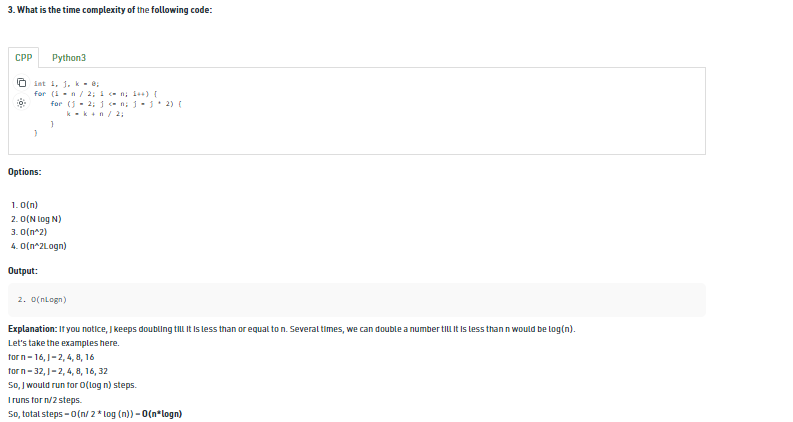 3. What is the time complexity of the following code:
CPP Python3
int i, j, k = 0;
for (i = n / 2; i <= n; i++) {
for (j = 2; j <= n; j = j * 2) {
k = k + n / 2;
}
}
Options:
1. O(n)
2. O(N log N)
3. O(n^2)
4. O(n^2Logn)
Output:
2. O(nLogn)
Explanation: If you notice, j keeps doubling till it is less than or equal to n. Several times, we can double a number till it is less than n would be log(n).
Let's take the examples here.
for n = 16, j = 2, 4, 8, 16
for n = 32, j = 2, 4, 8, 16, 32
So, j would run for O(log n) steps.
i runs for n/2 steps.
So, total steps = O(n/ 2 * log (n)) = O(n*logn)